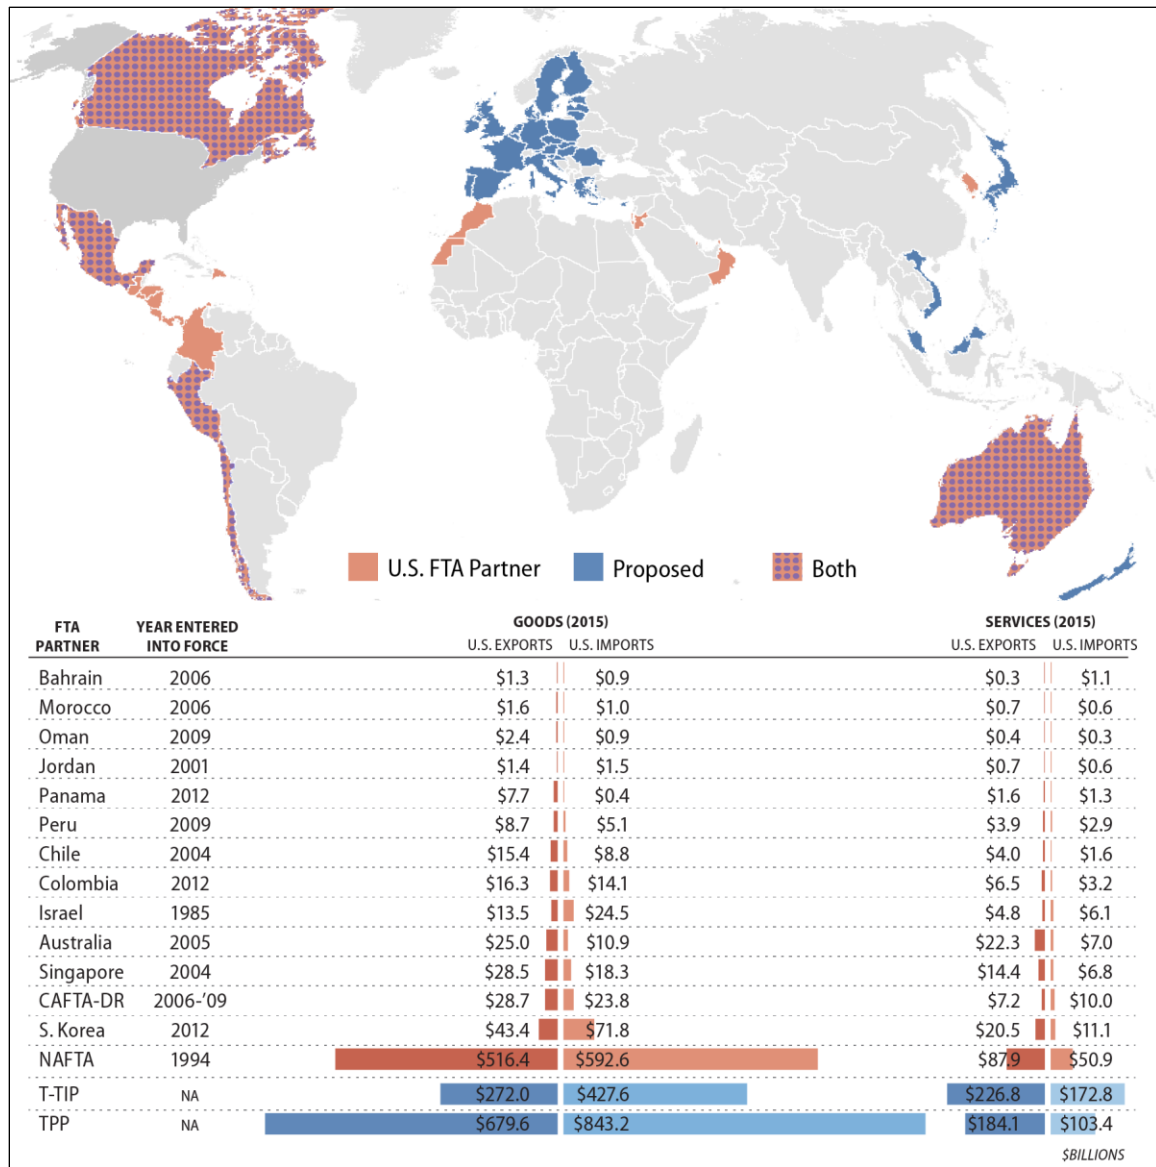 U.S. FTA Partner Proposed Both
FTA PARTNER YEAR ENTERED INTO FORCE GOODS (2015) SERVICES (2015)
U.S. EXPORTS U.S. IMPORTS U.S. EXPORTS U.S. IMPORTS
Bahrain 2006 $1.3 $0.9 $0.3 $1.1
Morocco 2006 $1.6 $1.0 $0.7 $0.6
Oman 2009 $2.4 $0.9 $0.4 $0.3
Jordan 2001 $1.4 $1.5 $0.7 $0.6
Panama 2012 $7.7 $0.4 $1.6 $1.3
Peru 2009 $8.7 $5.1 $3.9 $2.9
Chile 2004 $15.4 $8.8 $4.0 $1.6
Colombia 2012 $16.3 $14.1 $6.5 $3.2
Israel 1985 $13.5 $24.5 $4.8 $6.1
Australia 2005 $25.0 $10.9 $22.3 $7.0
Singapore 2004 $28.5 $18.3 $14.4 $6.8
CAFTA-DR 2006-'09 $28.7 $23.8 $7.2 $10.0
S. Korea 2012 $43.4 $71.8 $20.5 $11.1
NAFTA 1994 $516.4 $592.6 $87.9 $50.9
T-TIP NA $272.0 $427.6 $226.8 $172.8
TPP NA $679.6 $843.2 $184.1 $103.4
$BILLIONS